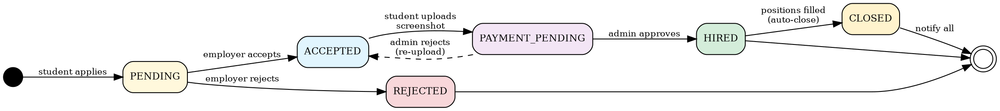 student applies
PENDING
employer accepts
employer rejects
ACCEPTED
REJECTED
student uploads
screenshot
admin rejects
(re-upload)
PAYMENT_PENDING
admin approves
HIRED
positions filled
(auto-close)
CLOSED
notify all